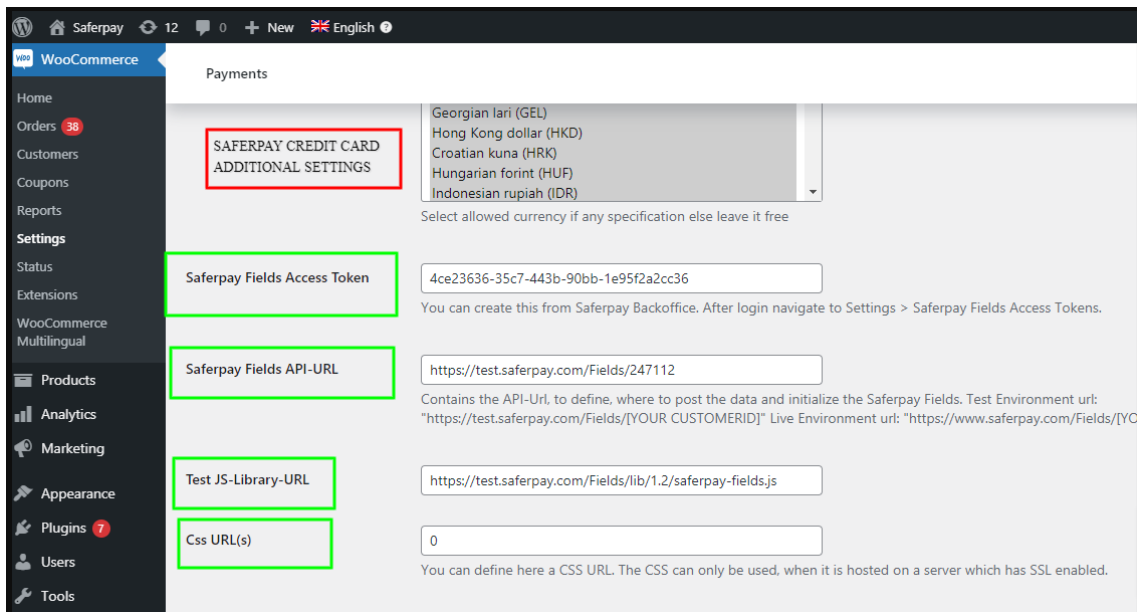 Saferpay 12 0 New English
WooCommerce
Payments
Home
Orders 38
Customers
Coupons
Reports
Settings
Status
Extensions
WooCommerce
Multilingual
Products
Analytics
Marketing
Appearance
Plugins 7
Users
Tools
SAFERPAY CREDIT CARD
ADDITIONAL SETTINGS
Georgian lari (GEL)
Hong Kong dollar (HKD)
Croatian kuna (HRK)
Hungarian forint (HUF)
Indonesian rupiah (IDR)
Select allowed currency if any specification else leave it free
Saferpay Fields Access Token
4ce23636-35c7-443b-90bb-1e95f2a2cc36
You can create this from Saferpay Backoffice. After login navigate to Settings > Saferpay Fields Access Tokens.
Saferpay Fields API-URL
https://test.saferpay.com/Fields/247112
Contains the API-Url, to define, where to post the data and initialize the Saferpay Fields. Test Environment url:
"https://test.saferpay.com/Fields/[YOUR CUSTOMERID]" Live Environment url: "https://www.saferpay.com/Fields/[YO
Test JS-Library-URL
https://test.saferpay.com/Fields/lib/1.2/saferpay-fields.js
Css URL(s)
0
You can define here a CSS URL. The CSS can only be used, when it is hosted on a server which has SSL enabled.